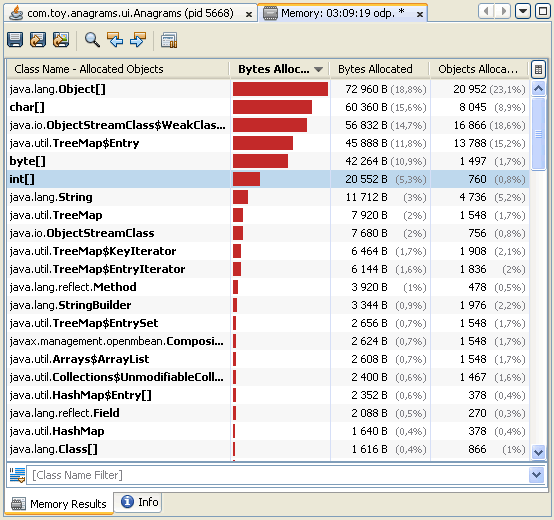 com.toy.anagrams.ui.Anagrams (pid 5668) Memory: 03:09:19 odp. *
Class Name - Allocated Objects Bytes Alloc... Bytes Allocated Objects Alloca...
java.lang.Object[] 72 960 B (18,8%) 20 952 (23,1%)
char[] 60 360 B (15,6%) 8 045 (8,9%)
java.io.ObjectStreamClass$WeakClas... 56 832 B (14,7%) 16 866 (18,6%)
java.util.TreeMap$Entry 45 888 B (11,8%) 13 788 (15,2%)
byte[] 42 264 B (10,9%) 1 497 (1,7%)
int[] 20 552 B (5,3%) 760 (0,8%)
java.lang.String 11 712 B (3%) 4 736 (5,2%)
java.util.TreeMap 7 920 B (2%) 1 548 (1,7%)
java.io.ObjectStreamClass 7 680 B (2%) 756 (0,8%)
java.util.TreeMap$KeyIterator 6 464 B (1,7%) 1 908 (2,1%)
java.util.TreeMap$EntryIterator 6 144 B (1,6%) 1 836 (2%)
java.lang.reflect.Method 3 920 B (1%) 478 (0,5%)
java.lang.StringBuilder 3 344 B (0,9%) 1 976 (2,2%)
java.util.TreeMap$EntrySet 2 656 B (0,7%) 1 548 (1,7%)
javax.management.openmbean.Composi... 2 624 B (0,7%) 1 548 (1,7%)
java.util.Arrays$ArrayList 2 608 B (0,7%) 1 548 (1,7%)
java.util.Collections$UnmodifiableColl... 2 400 B (0,6%) 1 467 (1,6%)
java.util.HashMap$Entry[] 2 352 B (0,6%) 378 (0,4%)
java.lang.reflect.Field 2 088 B (0,5%) 270 (0,3%)
java.util.HashMap 1 640 B (0,4%) 378 (0,4%)
java.lang.Class[] 1 616 B (0,4%) 866 (1%)
[Class Name Filter]
Memory Results Info